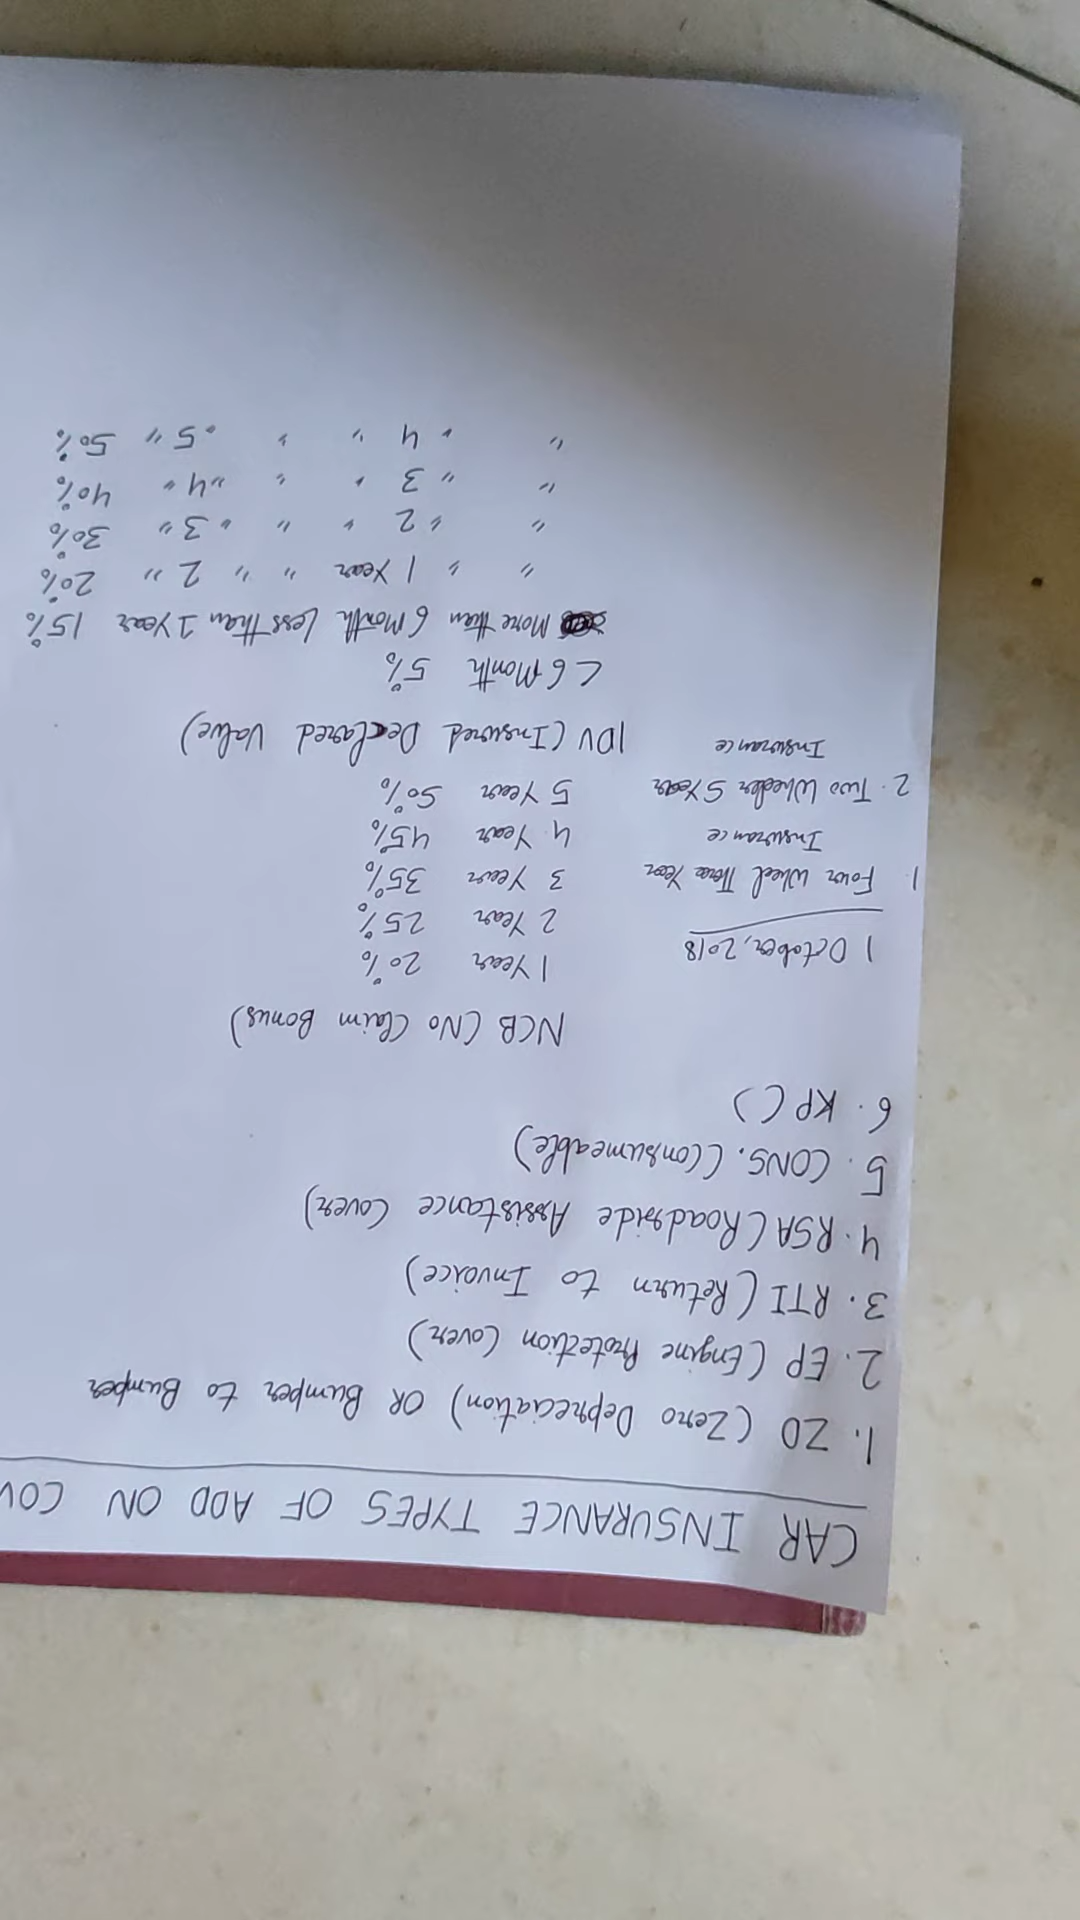 CAR INSURANCE TYPES OF ADD ON COV
1. ZD (Zero Depreciation) OR Bumper to Bumper
2. EP (Engine Protection Cover)
3. RTI (Return to Invoice)
4. RSA (Roadside Assistance Cover)
5. CONS. (Consumeable)
6. KP ( )
NCB (No Claim Bonus)
1 Year 20%
2 Year 25%
3 Year 35%
4 Year 45%
5 Year 50%
1 October, 2018
1. Four Wheel Three Year
Insurance
2. Two Wheeler 5 Year
Insurance
IDV (Insured Declared Value)
< 6 Month 5%
More than 6 Month Less than 1 Year 15%
" " 1 Year " " 2 " 20%
" " 2 " " " 3 " 30%
" " 3 " " " 4 " 40%
" " 4 " " " 5 " 50%